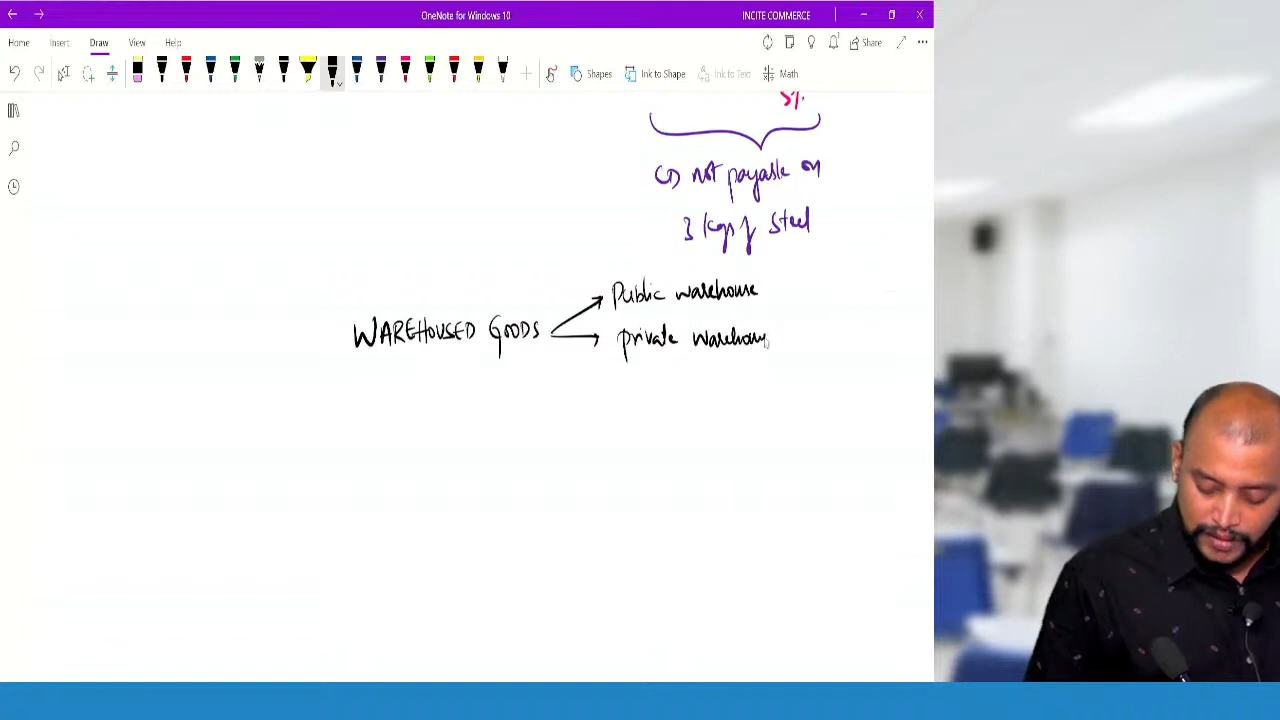 OneNote for Windows 10
INCITE COMMERCE
Home Insert Draw View Help
Share
Shapes
Ink to Shape
Ink to Text
Math
5%
CD not payable on
3 kgs of Steel
WAREHOUSED GOODS
Public warehouse
private warehous